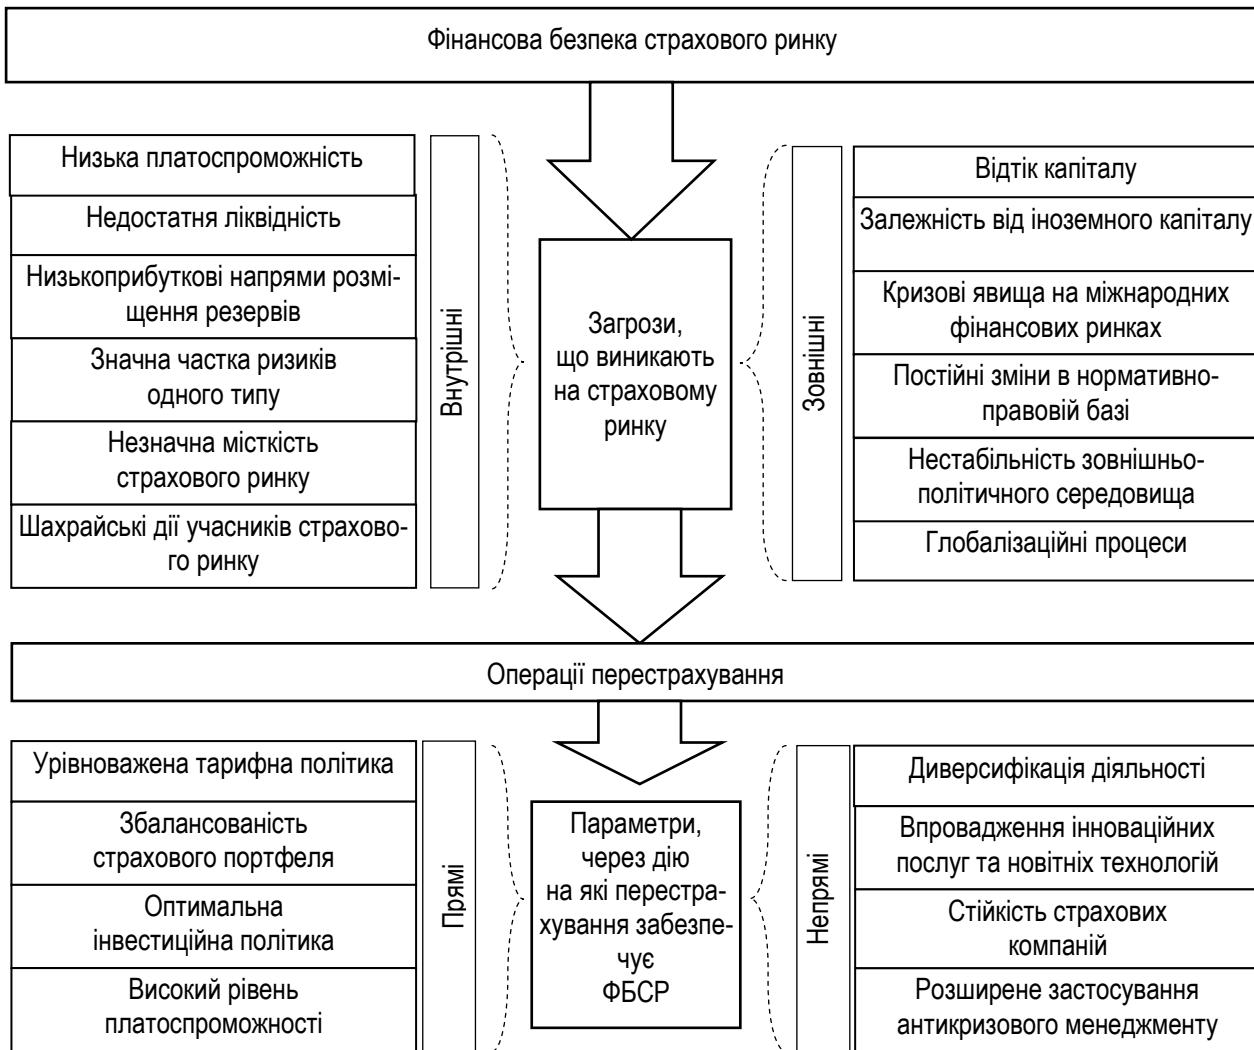 Фінансова безпека страхового ринку
Низька платоспроможність
Недостатня ліквідність
Низькоприбуткові напрями розмі-
щення резервів
Значна частка ризиків
одного типу
Незначна місткість
страхового ринку
Шахрайські дії учасників страхово-
го ринку
Внутрішні
Загрози,
що виникають
на страховому
ринку
Зовнішні
Відтік капіталу
Залежність від іноземного капіталу
Кризові явища на міжнародних
фінансових ринках
Постійні зміни в нормативно-
правовій базі
Нестабільність зовнішньо-
політичного середовища
Глобалізаційні процеси
Операції перестрахування
Урівноважена тарифна політика
Збалансованість
страхового портфеля
Оптимальна
інвестиційна політика
Високий рівень
платоспроможності
Прямі
Параметри,
через дію
на які перестра-
хування забезпе-
чує
ФБСР
Непрямі
Диверсифікація діяльності
Впровадження інноваційних
послуг та новітніх технологій
Стійкість страхових
компаній
Розширене застосування
антикризового менеджменту